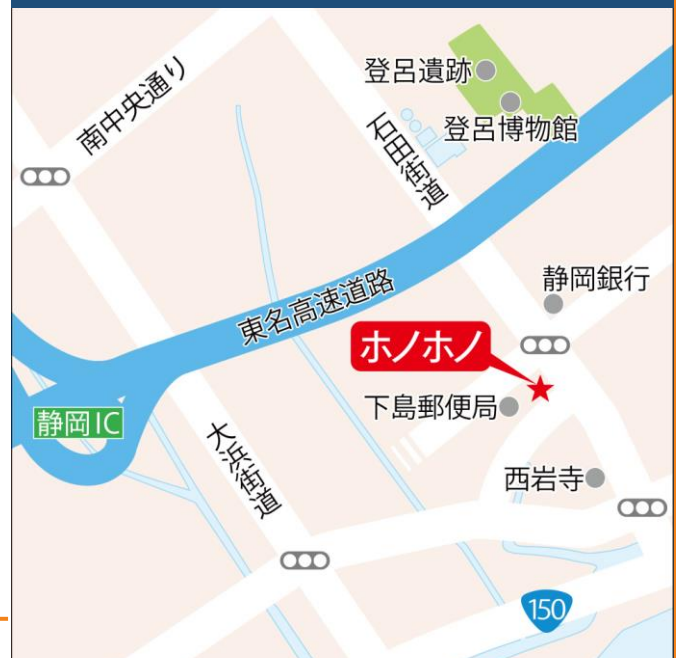 登呂遺跡
南中央通り
登呂博物館
石田街道
静岡銀行
東名高速道路
ホノホノ
下島郵便局
静岡IC
大浜街道
西岩寺
150